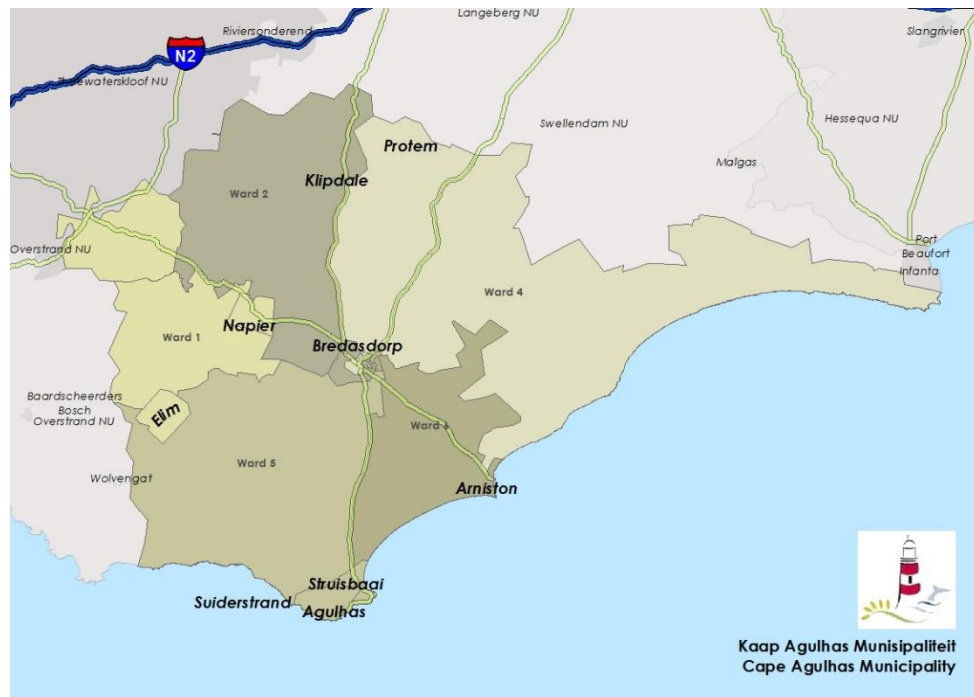 Langeberg NU
Riviersonderend
Slangrivier
N2
Theewaterskloof NU
Swellendam NU
Hessequa NU
Protem
Malgas
Klipdale
Ward 2
Overstrand NU
Port
Beaufort
Infanta
Ward 4
Napier
Ward 1
Bredasdorp
Baardscheerders
Bosch
Overstrand NU
Elim
Ward 6
Ward 5
Wolvengat
Arniston
Struisbaai
Suiderstrand
Agulhas
Kaap Agulhas Munisipaliteit
Cape Agulhas Municipality